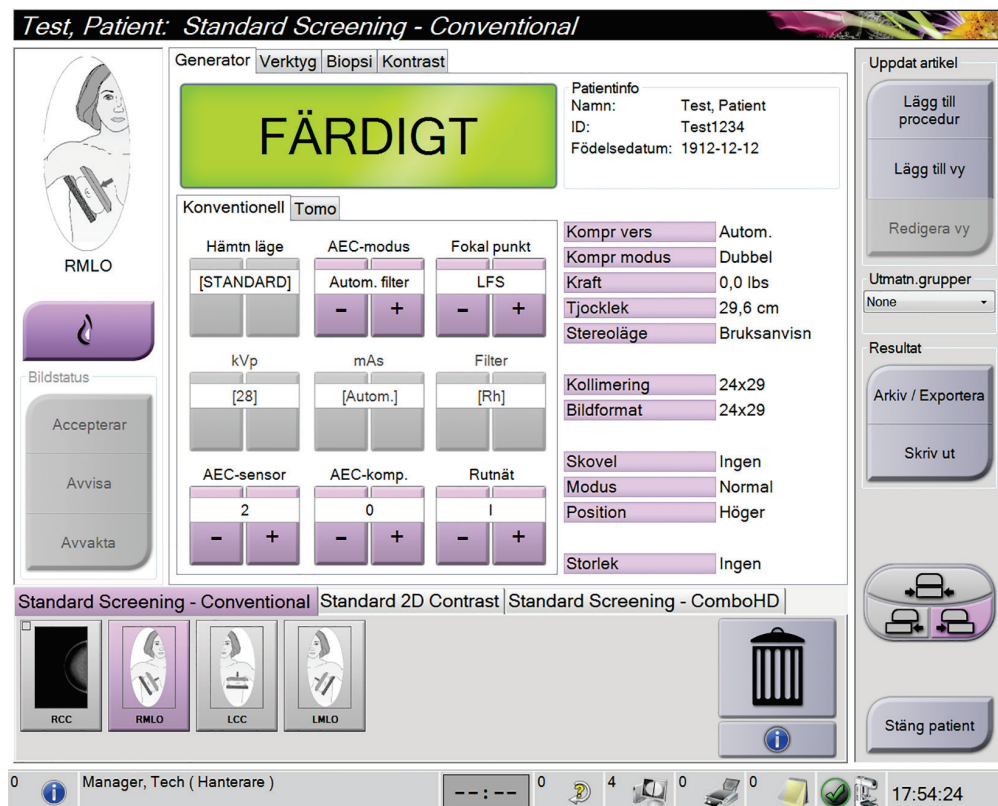 Test, Patient: Standard Screening - Conventional
RMLO
Bildstatus
Accepterar
Avvisa
Avvakta
Generator Verktyg Biopsi Kontrast
FÄRDIGT
Patientinfo
Namn: Test, Patient
ID: Test1234
Födelsedatum: 1912-12-12
Konventionell Tomo
Hämtn läge AEC-modus Fokal punkt
[STANDARD] Autom. filter LFS
- + - +
kVp mAs Filter
[28] [Autom.] [Rh]
AEC-sensor AEC-komp. Rutnät
2 0 I
- + - + - +
Kompr vers Autom.
Kompr modus Dubbel
Kraft 0,0 lbs
Tjocklek 29,6 cm
Stereoläge Bruksanvisn
Kollimering 24x29
Bildformat 24x29
Skovel Ingen
Modus Normal
Position Höger
Storlek Ingen
Uppdat artikel
Lägg till
procedur
Lägg till vy
Redigera vy
Utmatn.grupper
None
Resultat
Arkiv / Exportera
Skriv ut
Stäng patient
Standard Screening - Conventional Standard 2D Contrast Standard Screening - ComboHD
RCC RMLO LCC LMLO
0 Manager, Tech ( Hanterare ) --:-- 0 4 0 0 17:54:24